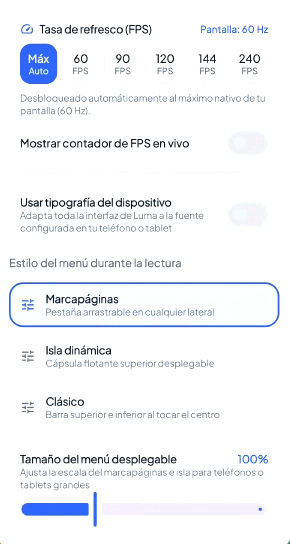 Tasa de refresco (FPS)
Pantalla: 60 Hz
Máx
Auto
60
FPS
90
FPS
120
FPS
144
FPS
240
FPS
Desbloqueado automáticamente al máximo nativo de tu
pantalla (60 Hz).
Mostrar contador de FPS en vivo
Usar tipografía del dispositivo
Adapta toda la interfaz de Luma a la fuente
configurada en tu teléfono o tablet
Estilo del menú durante la lectura
Marcapáginas
Pestaña arrastrable en cualquier lateral
Isla dinámica
Cápsula flotante superior desplegable
Clásico
Barra superior e inferior al tocar el centro
Tamaño del menú desplegable
100%
Ajusta la escala del marcapáginas e isla para teléfonos o
tablets grandes